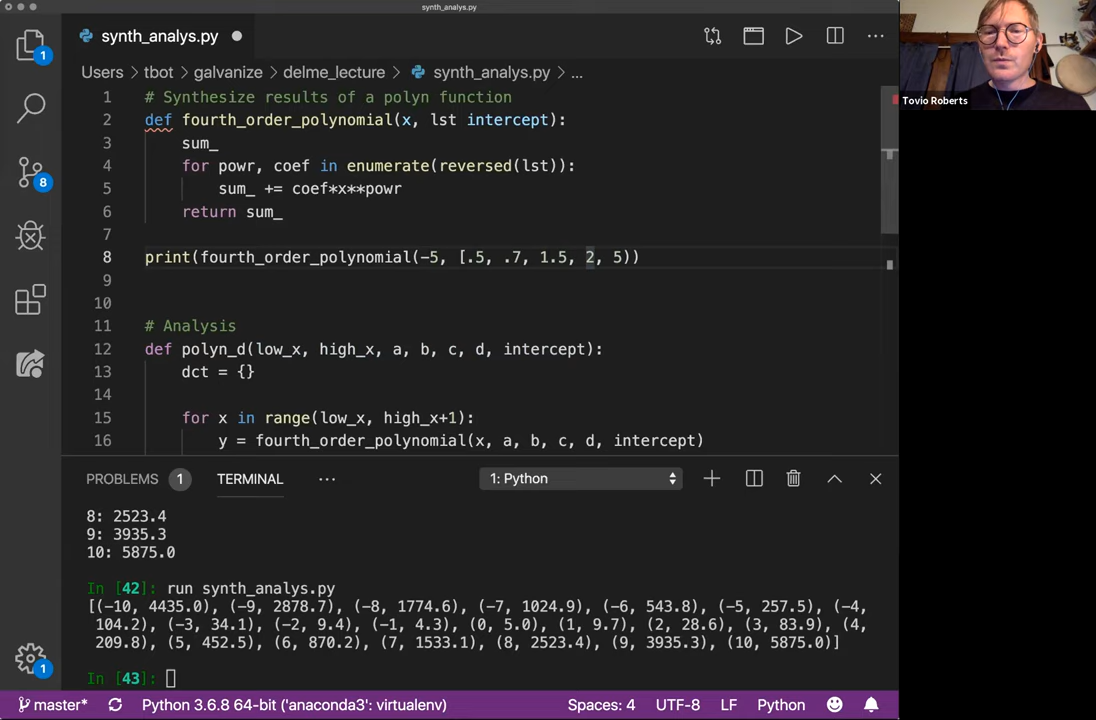 synth_analys.py
synth_analys.py
Users > tbot > galvanize > delme_lecture > synth_analys.py > ...
1 # Synthesize results of a polyn function
2 def fourth_order_polynomial(x, lst intercept):
3 sum_
4 for powr, coef in enumerate(reversed(lst)):
5 sum_ += coef*x**powr
6 return sum_
7
8 print(fourth_order_polynomial(-5, [.5, .7, 1.5, 2, 5))
9
10
11 # Analysis
12 def polyn_d(low_x, high_x, a, b, c, d, intercept):
13 dct = {}
14
15 for x in range(low_x, high_x+1):
16 y = fourth_order_polynomial(x, a, b, c, d, intercept)
1
8
1
Tovio Roberts
PROBLEMS 1 TERMINAL ... 1: Python
8: 2523.4
9: 3935.3
10: 5875.0
In [42]: run synth_analys.py
[(-10, 4435.0), (-9, 2878.7), (-8, 1774.6), (-7, 1024.9), (-6, 543.8), (-5, 257.5), (-4,
104.2), (-3, 34.1), (-2, 9.4), (-1, 4.3), (0, 5.0), (1, 9.7), (2, 28.6), (3, 83.9), (4,
209.8), (5, 452.5), (6, 870.2), (7, 1533.1), (8, 2523.4), (9, 3935.3), (10, 5875.0)]
In [43]:
master* Python 3.6.8 64-bit ('anaconda3': virtualenv) Spaces: 4 UTF-8 LF Python